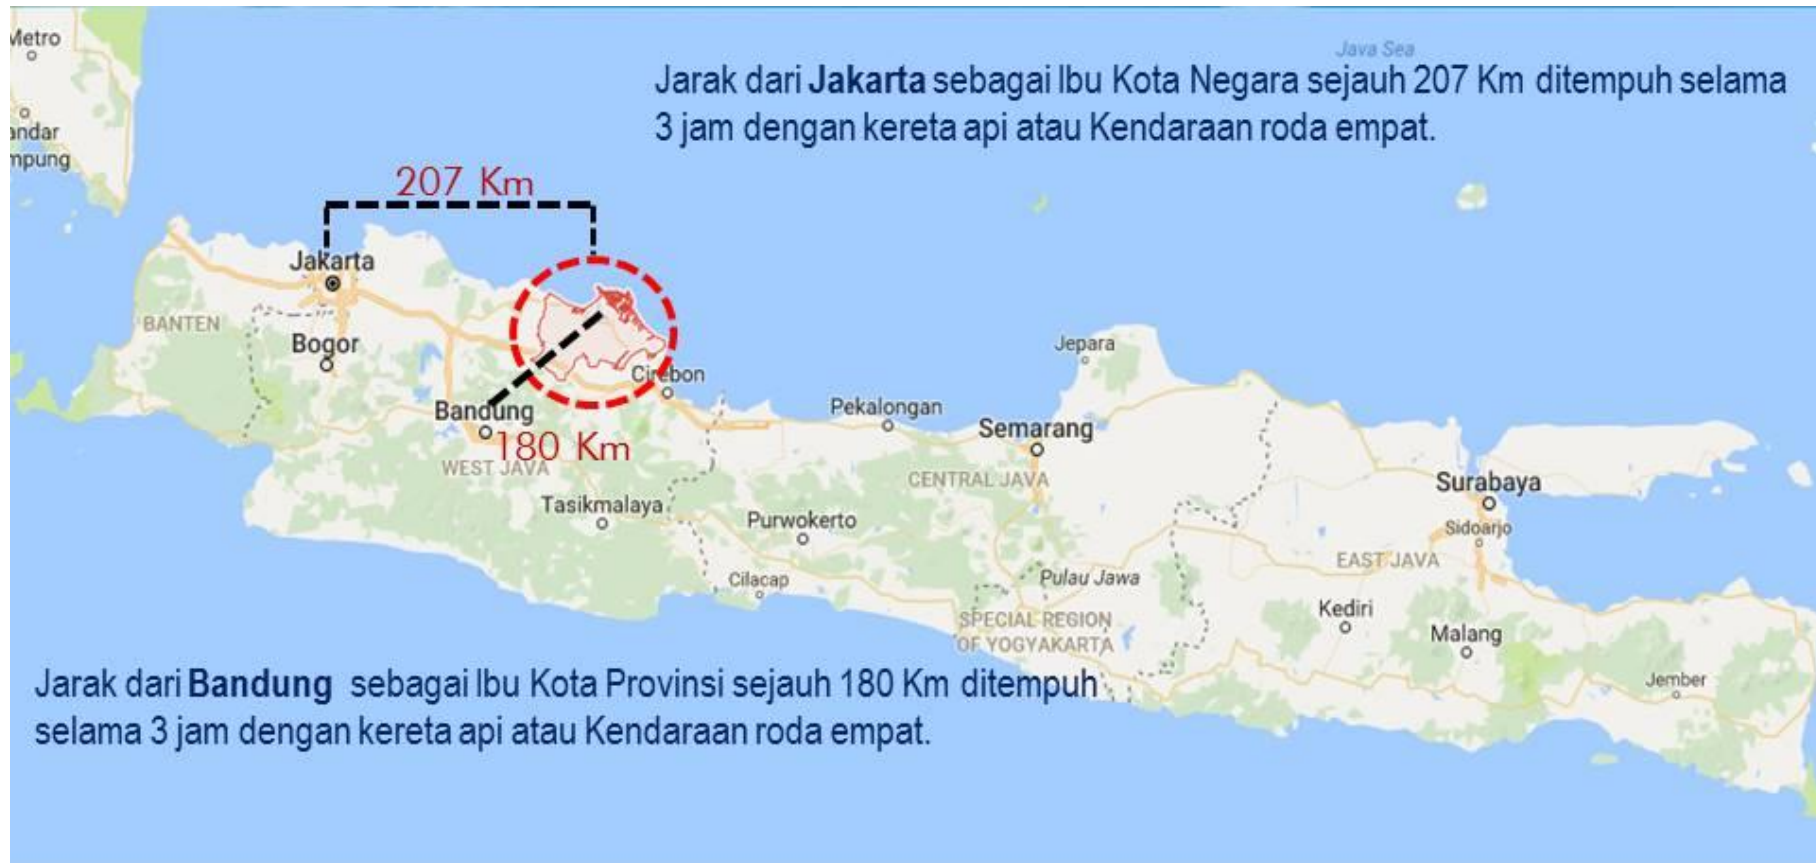 Metro
andar
mpung
Java Sea
Jarak dari Jakarta sebagai Ibu Kota Negara sejauh 207 Km ditempuh selama
3 jam dengan kereta api atau Kendaraan roda empat.
207 Km
Jakarta
BANTEN
Bogor
Jepara
Cirebon
Bandung
180 Km
WEST JAVA
Pekalongan
Semarang
CENTRAL JAVA
Surabaya
Sidoarjo
Tasikmalaya
Purwokerto
EAST JAVA
Cilacap
Pulau Jawa
SPECIAL REGION
OF YOGYAKARTA
Kediri
Malang
Jember
Jarak dari Bandung sebagai Ibu Kota Provinsi sejauh 180 Km ditempuh
selama 3 jam dengan kereta api atau Kendaraan roda empat.